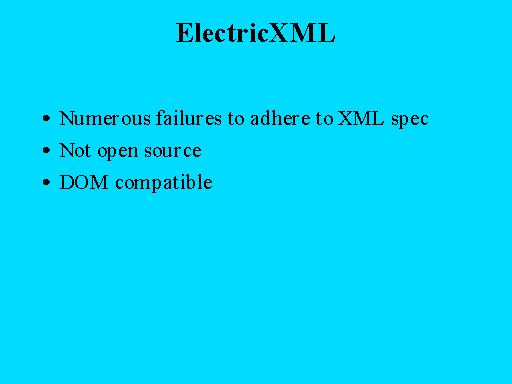 ElectricXML
• Numerous failures to adhere to XML spec
• Not open source
• DOM compatible